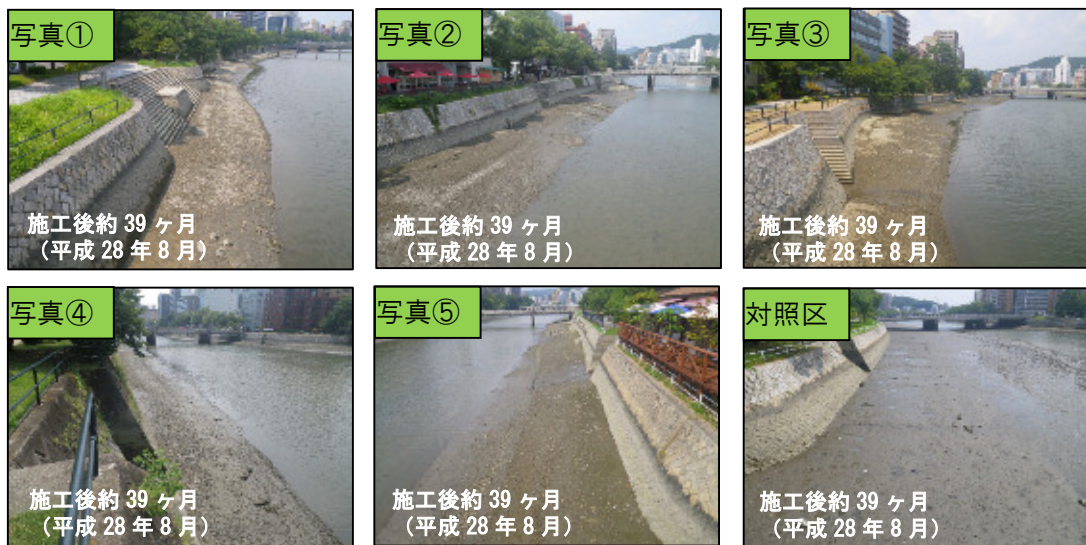 写真①
施工後約 39 ヶ月
(平成 28 年 8 月)
写真②
施工後約 39 ヶ月
(平成 28 年 8 月)
写真③
施工後約 39 ヶ月
(平成 28 年 8 月)
写真④
施工後約 39 ヶ月
(平成 28 年 8 月)
写真⑤
施工後約 39 ヶ月
(平成 28 年 8 月)
対照区
施工後約 39 ヶ月
(平成 28 年 8 月)